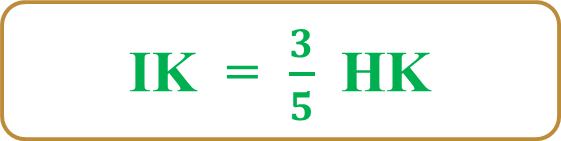 IK = 3/5 HK